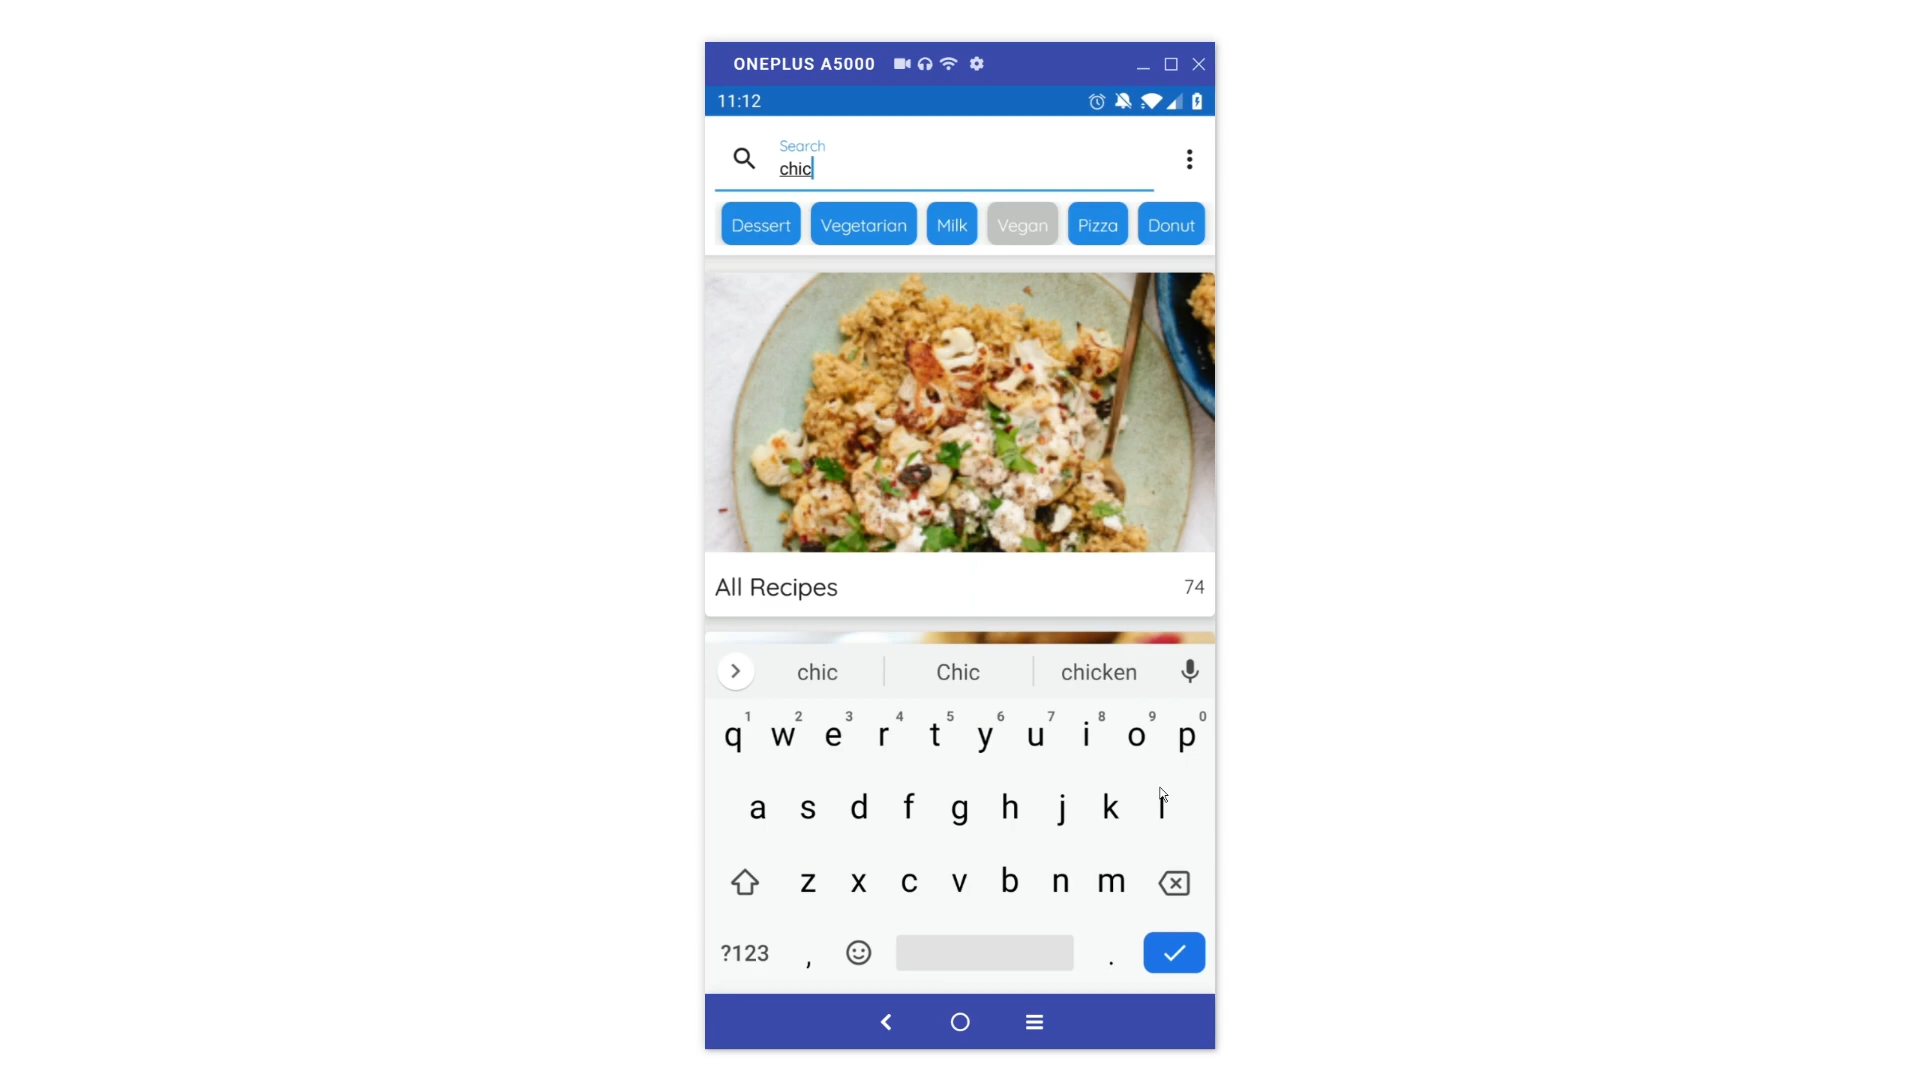 ONEPLUS A5000
11:12
Search
chic
Dessert Vegetarian Milk Vegan Pizza Donut
All Recipes 74
chic Chic chicken
1 2 3 4 5 6 7 8 9 0
q w e r t y u i o p
a s d f g h j k l
z x c v b n m
?123 , .